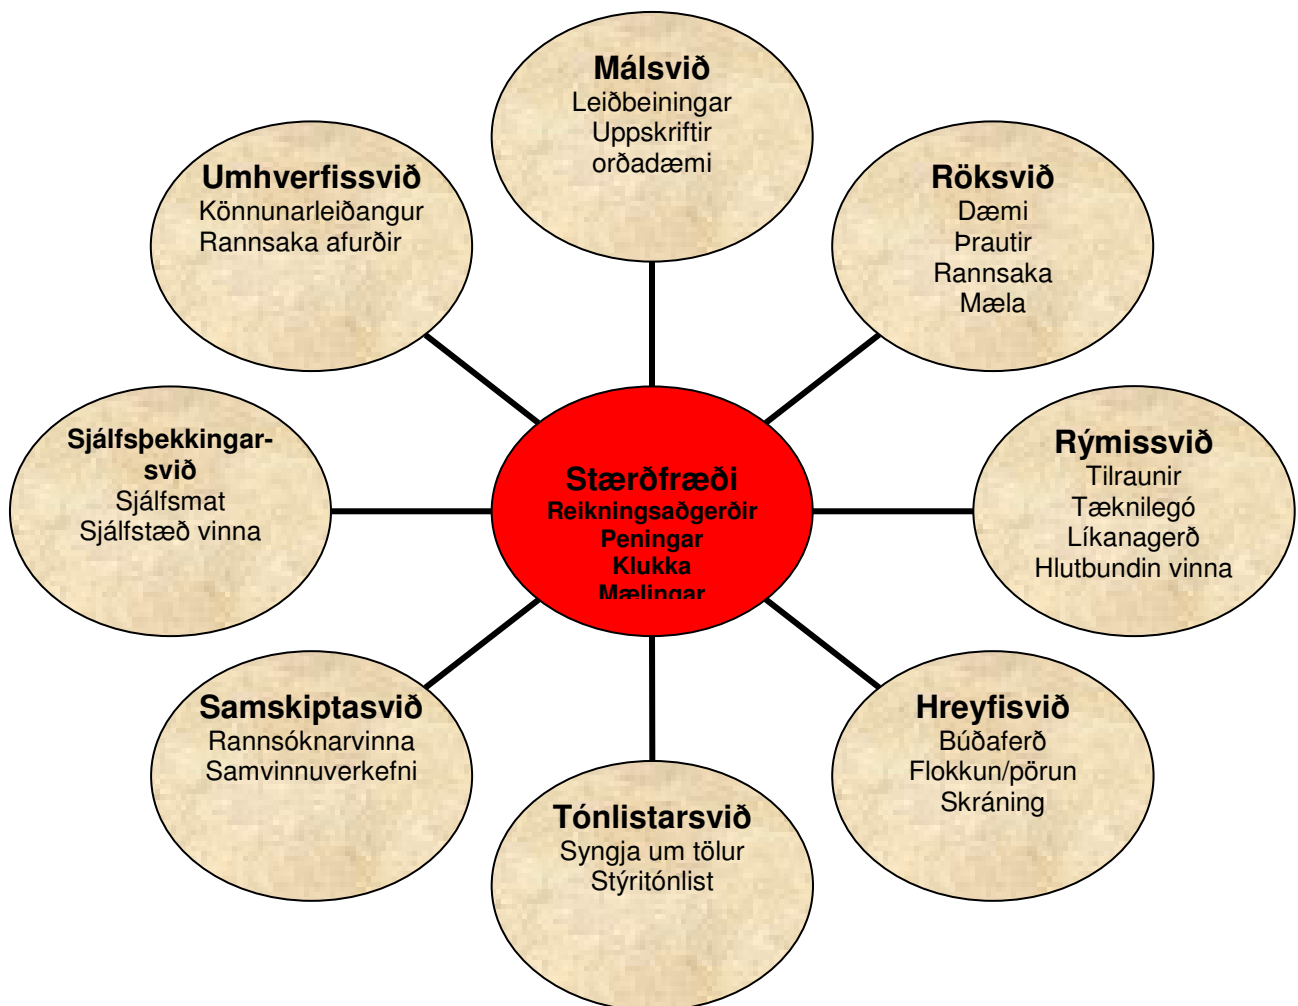 Málsvið
Leiðbeiningar
Uppskriftir
orðadæmi
Umhverfissvið
Könnunarleiðangur
Rannsaka afurðir
Röksvið
Dæmi
Þrautir
Rannsaka
Mæla
Sjálfsþekkingar-
svið
Sjálfsmat
Sjálfstæð vinna
Stærðfræði
Reikningsaðgerðir
Peningar
Klukka
Mælingar
Rýmissvið
Tilraunir
Tæknilegó
Líkanagerð
Hlutbundin vinna
Samskiptasvið
Rannsóknarvinna
Samvinnuverkefni
Tónlistarsvið
Syngja um tölur
Stýritónlist
Hreyfisvið
Búðaferð
Flokkun/pörun
Skráning